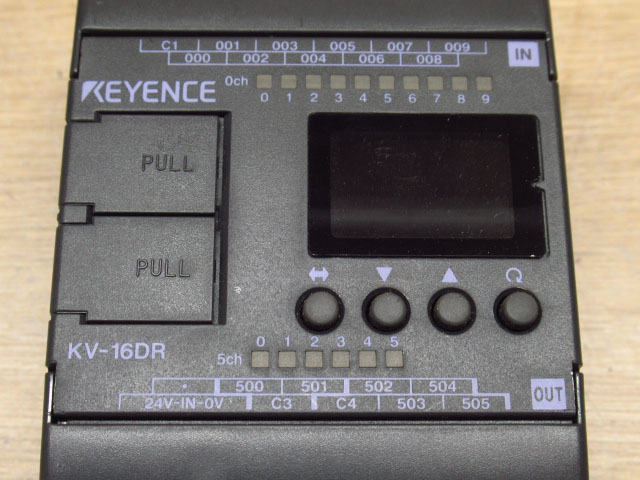 C1 001 003 005 007 009
IN
000 002 004 006 008
0ch
0 1 2 3 4 5 6 7 8 9
KEYENCE
PULL
PULL
0 1 2 3 4 5
5ch
KV-16DR
500 501 502 504
24V-IN-0V C3 C4 503 505
OUT